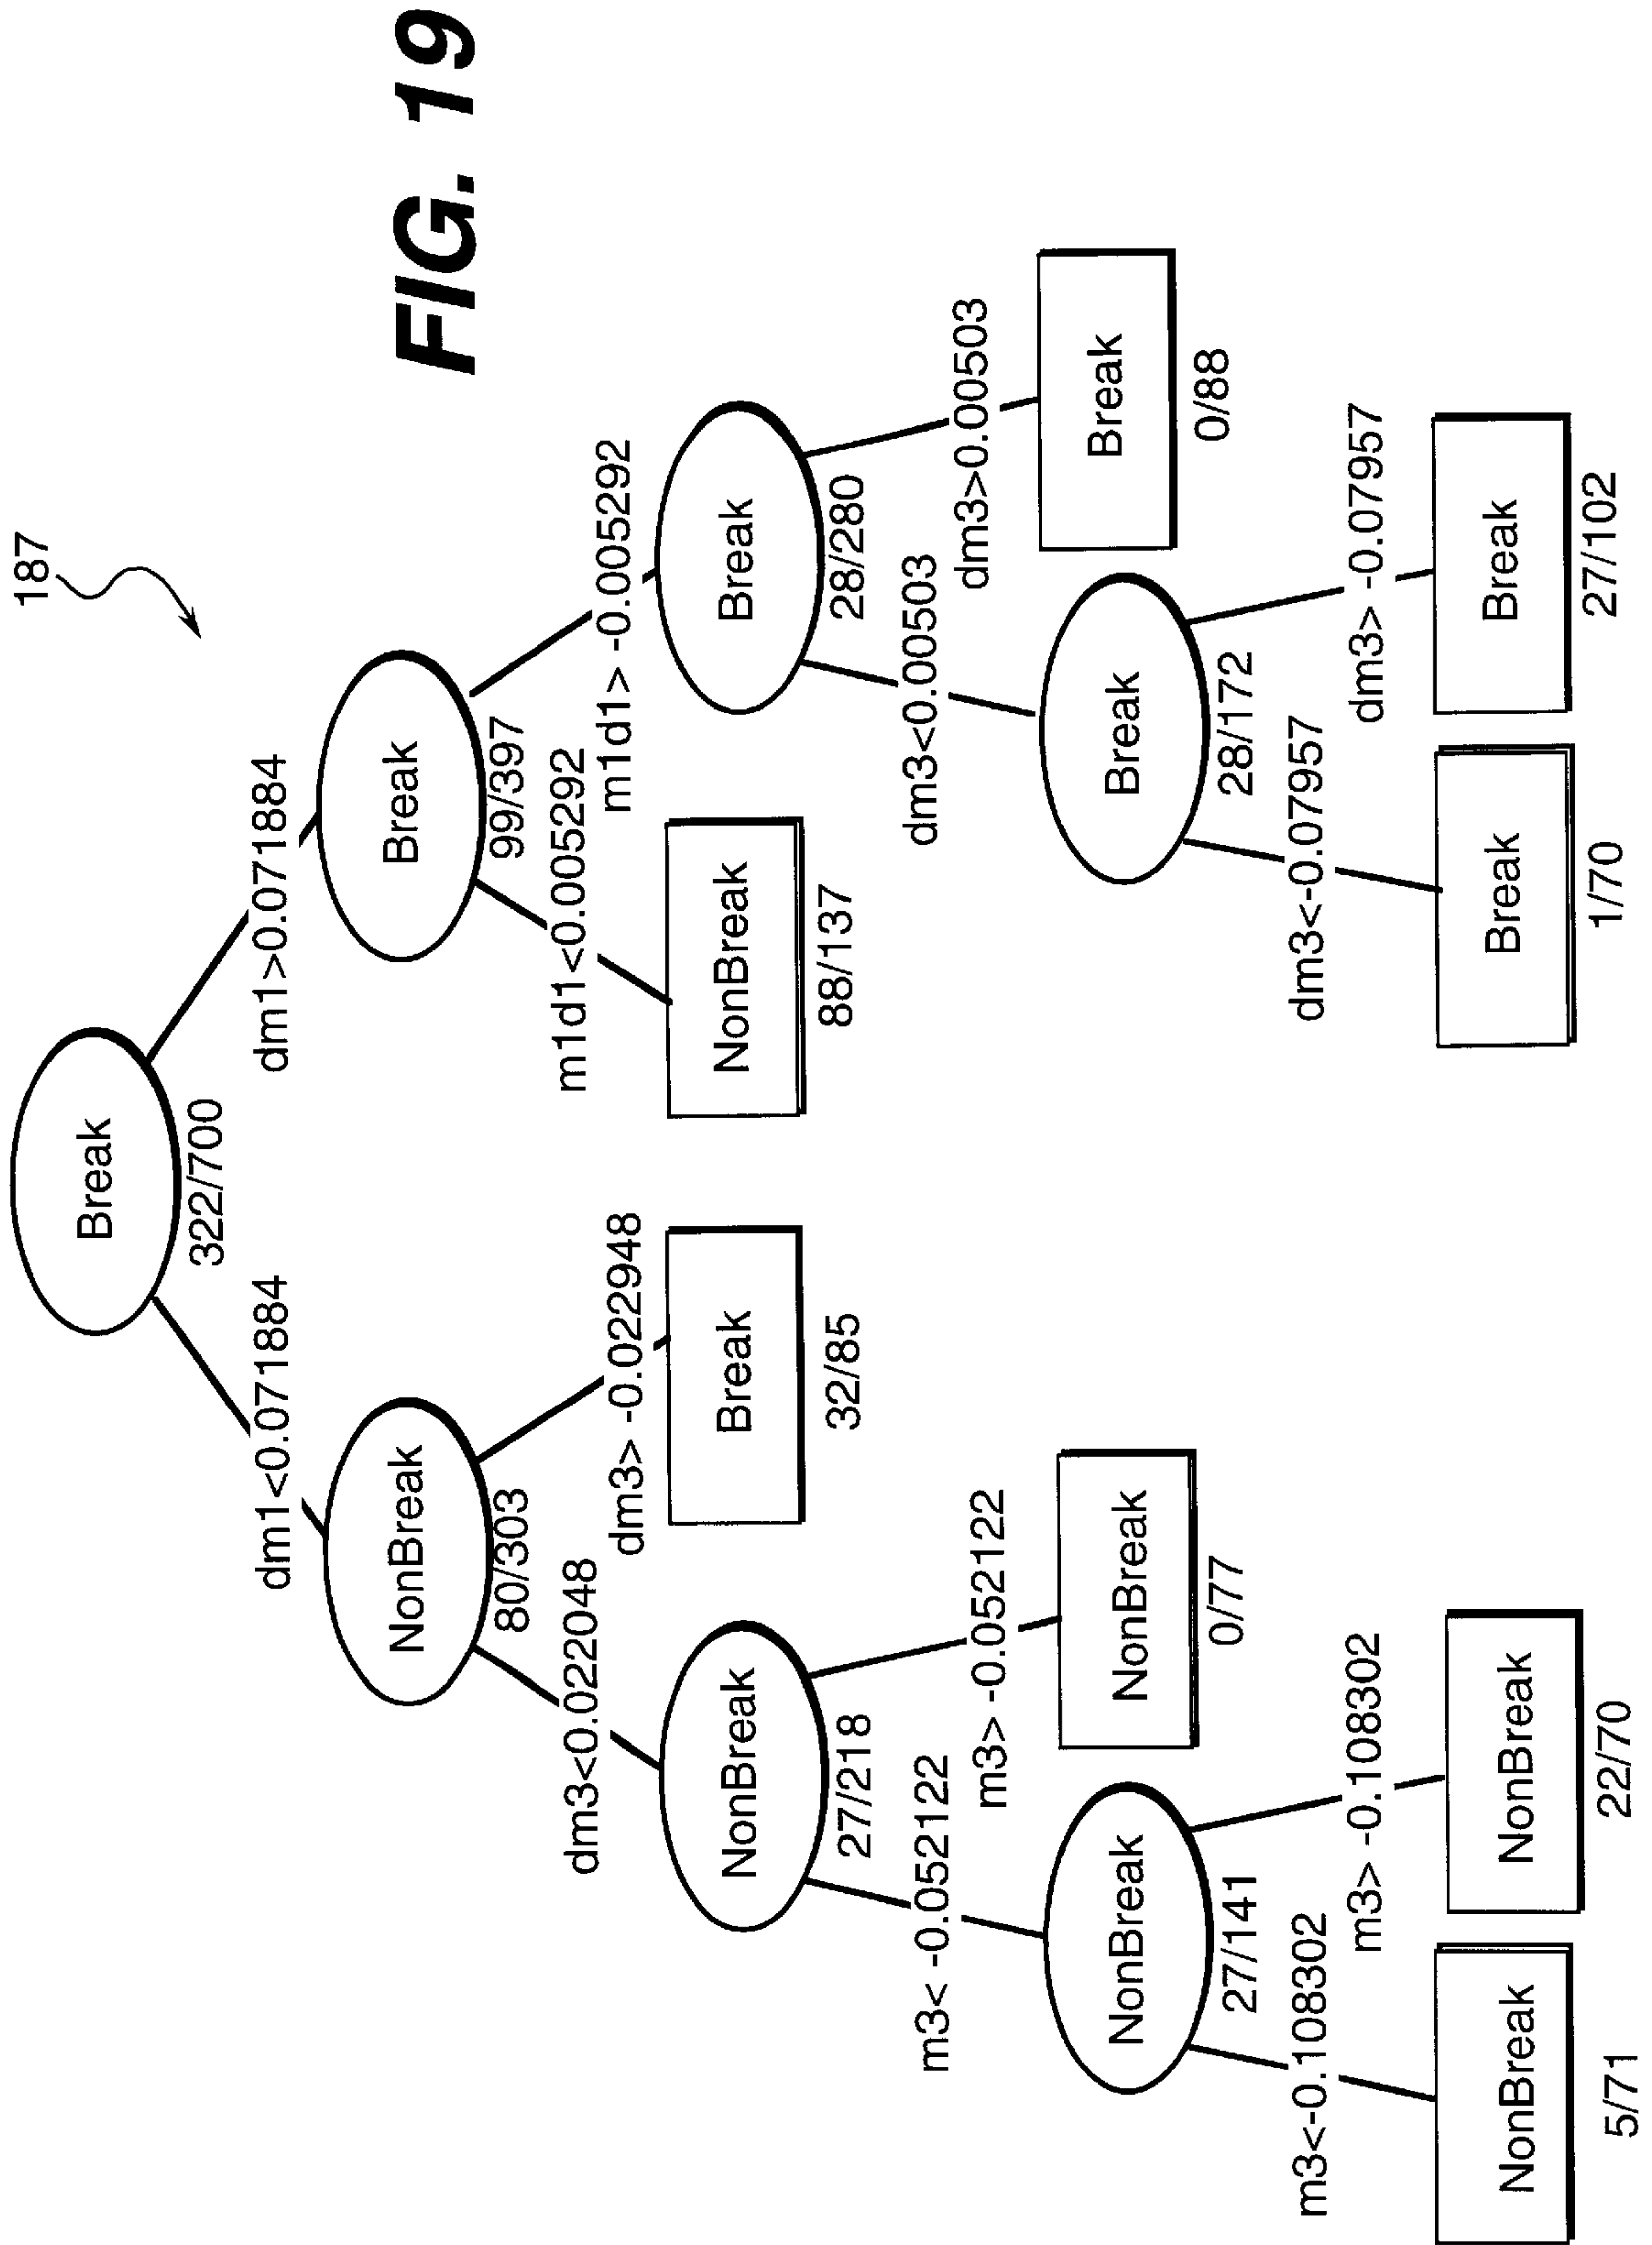 187
FIG. 19
Break
322/700
dm1<0.071884
dm1>0.071884
NonBreak
80/303
Break
99/397
dm3<0.022048
dm3> -0.022948
m1d1<0.005292
m1d1> -0.005292
NonBreak
27/218
Break
32/85
NonBreak
88/137
Break
28/280
m3< -0.052122
m3> -0.052122
dm3<0.00503
dm3>0.00503
NonBreak
27/141
NonBreak
0/77
Break
28/172
Break
0/88
m3<-0.108302
m3> -0.108302
dm3<-0.07957
dm3> -0.07957
NonBreak
5/71
NonBreak
22/70
Break
1/70
Break
27/102